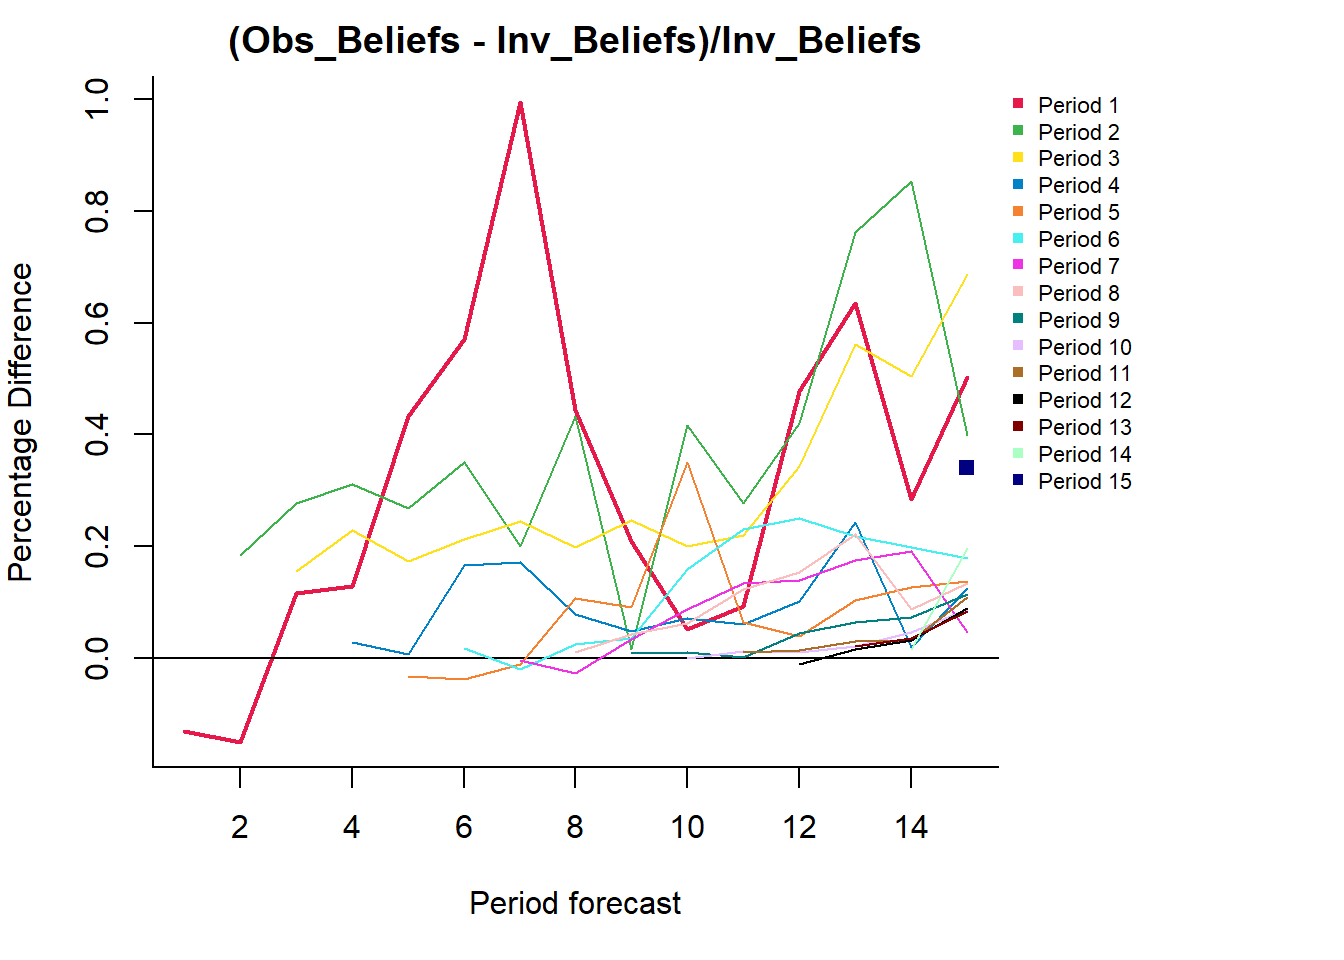 (Obs_Beliefs - Inv_Beliefs)/Inv_Beliefs
Percentage Difference
1.0
0.8
0.6
0.4
0.2
0.0
2 4 6 8 10 12 14
Period forecast
Period 1
Period 2
Period 3
Period 4
Period 5
Period 6
Period 7
Period 8
Period 9
Period 10
Period 11
Period 12
Period 13
Period 14
Period 15